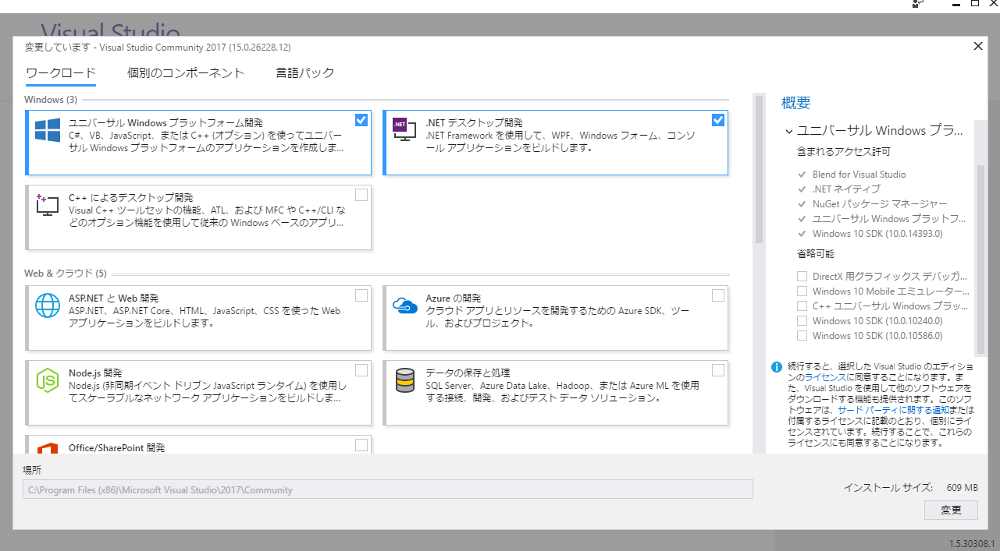 Visual Studio
変更しています - Visual Studio Community 2017 (15.0.26228.12)
ワークロード 個別のコンポーネント 言語パック
Windows (3)
ユニバーサル Windows プラットフォーム開発
C#、VB、JavaScript、または C++ (オプション) を使ってユニバー
サル Windows プラットフォームのアプリケーションを作成しま...
.NET デスクトップ開発
.NET Framework を使用して、WPF、Windows フォーム、コンソ
ール アプリケーションをビルドします。
C++ によるデスクトップ開発
Visual C++ ツールセットの機能、ATL、および MFC や C++/CLI な
どのオプション機能を使用して従来の Windows ベースのアプリ...
Web & クラウド (5)
ASP.NET と Web 開発
ASP.NET、ASP.NET Core、HTML、JavaScript、CSS を使った Web
アプリケーションをビルドします。
Azure の開発
クラウド アプリとリソースを開発するための Azure SDK、ツー
ル、およびプロジェクト。
Node.js 開発
Node.js (非同期イベント ドリブン JavaScript ランタイム) を使用し
てスケーラブルなネットワーク アプリケーションをビルドしま...
データの保存と処理
SQL Server、Azure Data Lake、Hadoop、または Azure ML を使用
する接続、開発、およびテスト データ ソリューション。
Office/SharePoint 開発
概要
ユニバーサル Windows プラ...
含まれるアクセス許可
Blend for Visual Studio
.NET ネイティブ
NuGet パッケージ マネージャー
ユニバーサル Windows プラットフ...
Windows 10 SDK (10.0.14393.0)
省略可能
DirectX 用グラフィックス デバッガ...
Windows 10 Mobile エミュレーター...
C++ ユニバーサル Windows プラッ...
Windows 10 SDK (10.0.10240.0)
Windows 10 SDK (10.0.10586.0)
続行すると、選択した Visual Studio のエディショ
ンのライセンスに同意することになります。ま
た、Visual Studio を使用して他のソフトウェアを
ダウンロードする機能も提供されます。このソフ
トウェアは、サード パーティに関する通知または
付属するライセンスに記載のとおり、個別にライ
センスされています。続行することで、これらの
ライセンスにも同意することになります。
場所
C:\Program Files (x86)\Microsoft Visual Studio\2017\Community
インストール サイズ: 609 MB
変更
1.5.30308.1